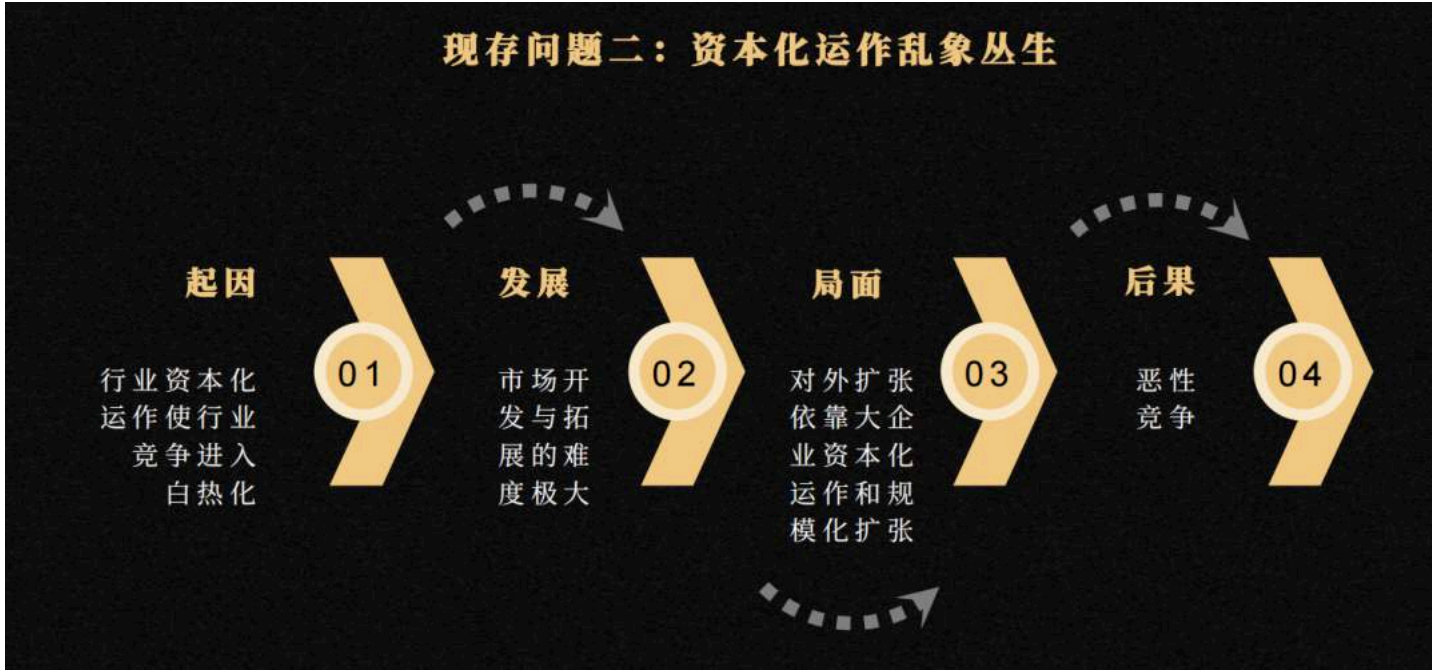 现存问题二：资本化运作乱象丛生
起因
行业资本化
运作使行业
竞争进入
白热化
01
发展
市场开
发与拓
展的难
度极大
02
局面
对外扩张
依靠大企
业资本化
运作和规
模化扩张
03
后果
恶性
竞争
04